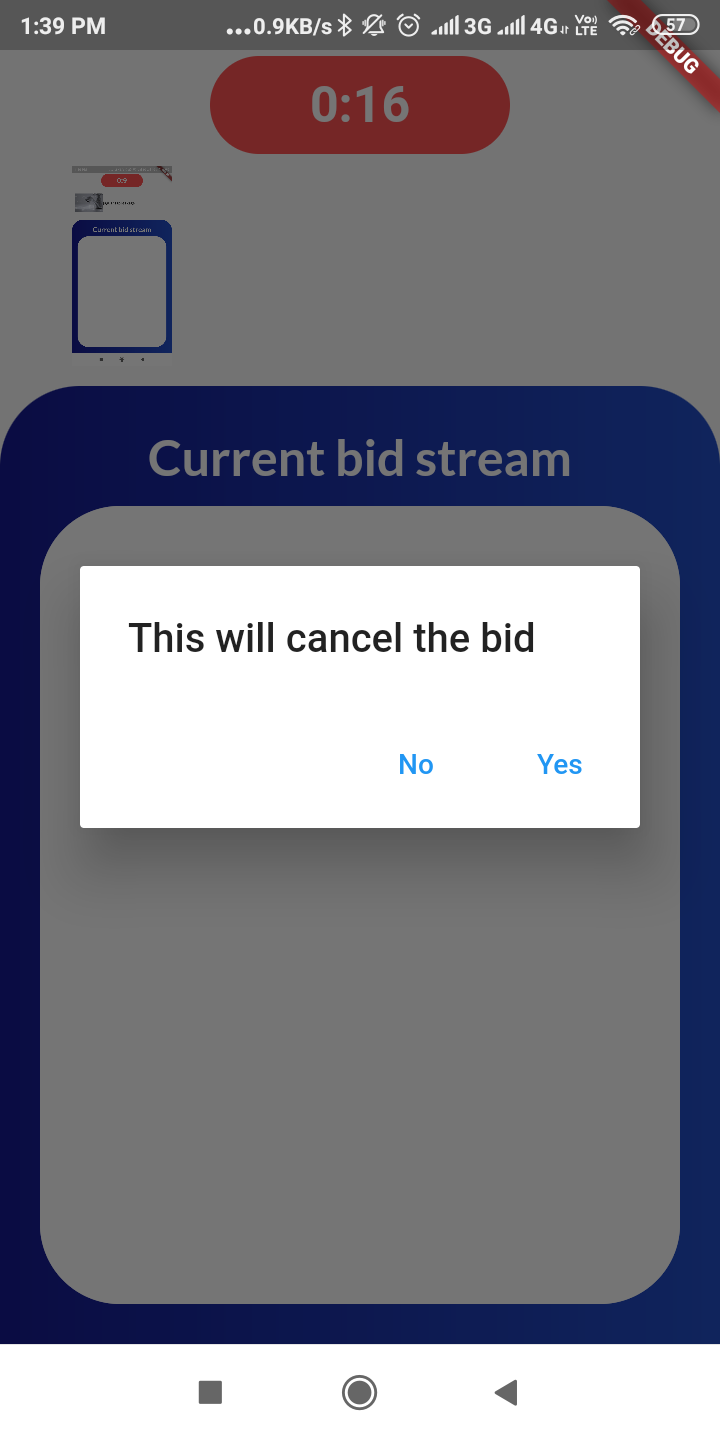 1:39 PM ...0.9KB/s 3G 4G Vo) LTE 57
DEBUG
0:16
0:9
Current bid stream
Current bid stream
This will cancel the bid
No Yes